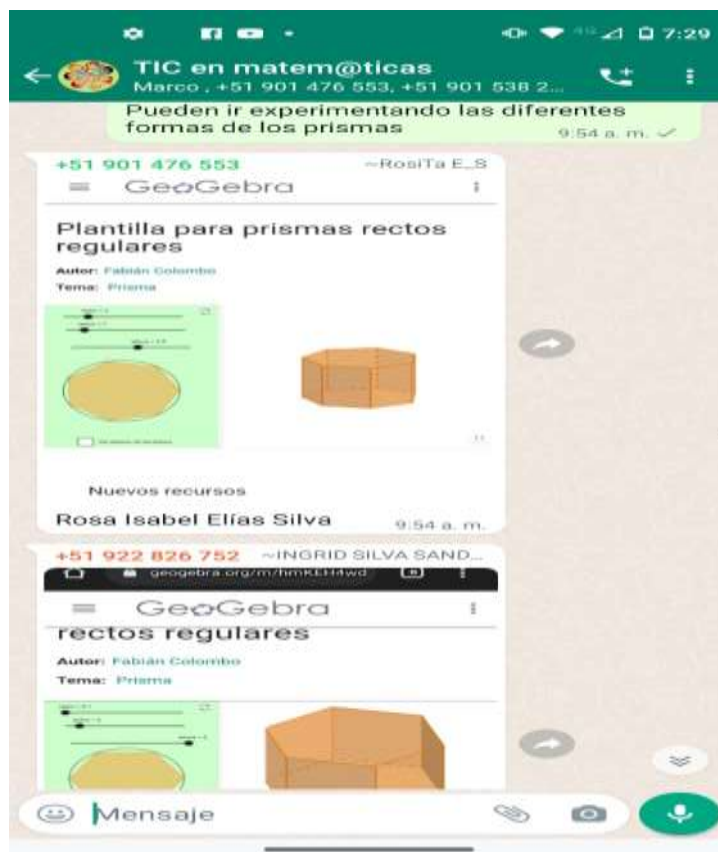 4G 7:29
TIC en matem@ticas
Marco , +51 901 476 553, +51 901 538 2...
Pueden ir experimentando las diferentes
formas de los prismas
9:54 a. m.
+51 901 476 553 ~RosiTa E_S
GeoGebra
Plantilla para prismas rectos
regulares
Autor: Fabián Colombo
Tema: Prisma
Nuevos recursos
Rosa Isabel Elías Silva 9:54 a. m.
+51 922 826 752 ~INGRID SILVA SAND...
geogebra.org/m/hmKEH4wd
GeoGebra
rectos regulares
Autor: Fabián Colombo
Tema: Prisma
Mensaje